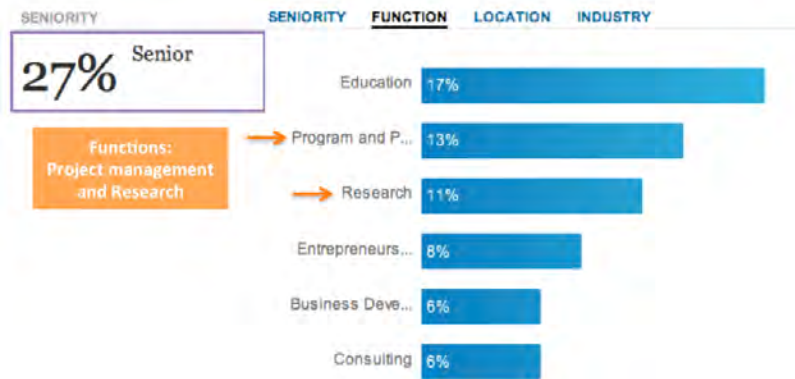 SENIORITY
27% Senior
Functions:
Project management
and Research
SENIORITY FUNCTION LOCATION INDUSTRY
Education 17%
Program and P... 13%
Research 11%
Entrepreneurs... 8%
Business Deve... 6%
Consulting 6%